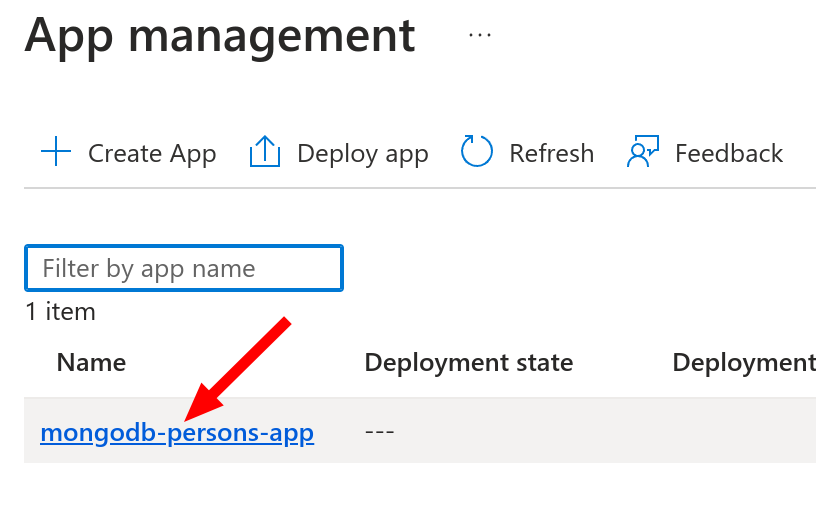 App management ...
Create App Deploy app Refresh Feedback
Filter by app name
1 item
Name Deployment state Deployment
mongodb-persons-app ---